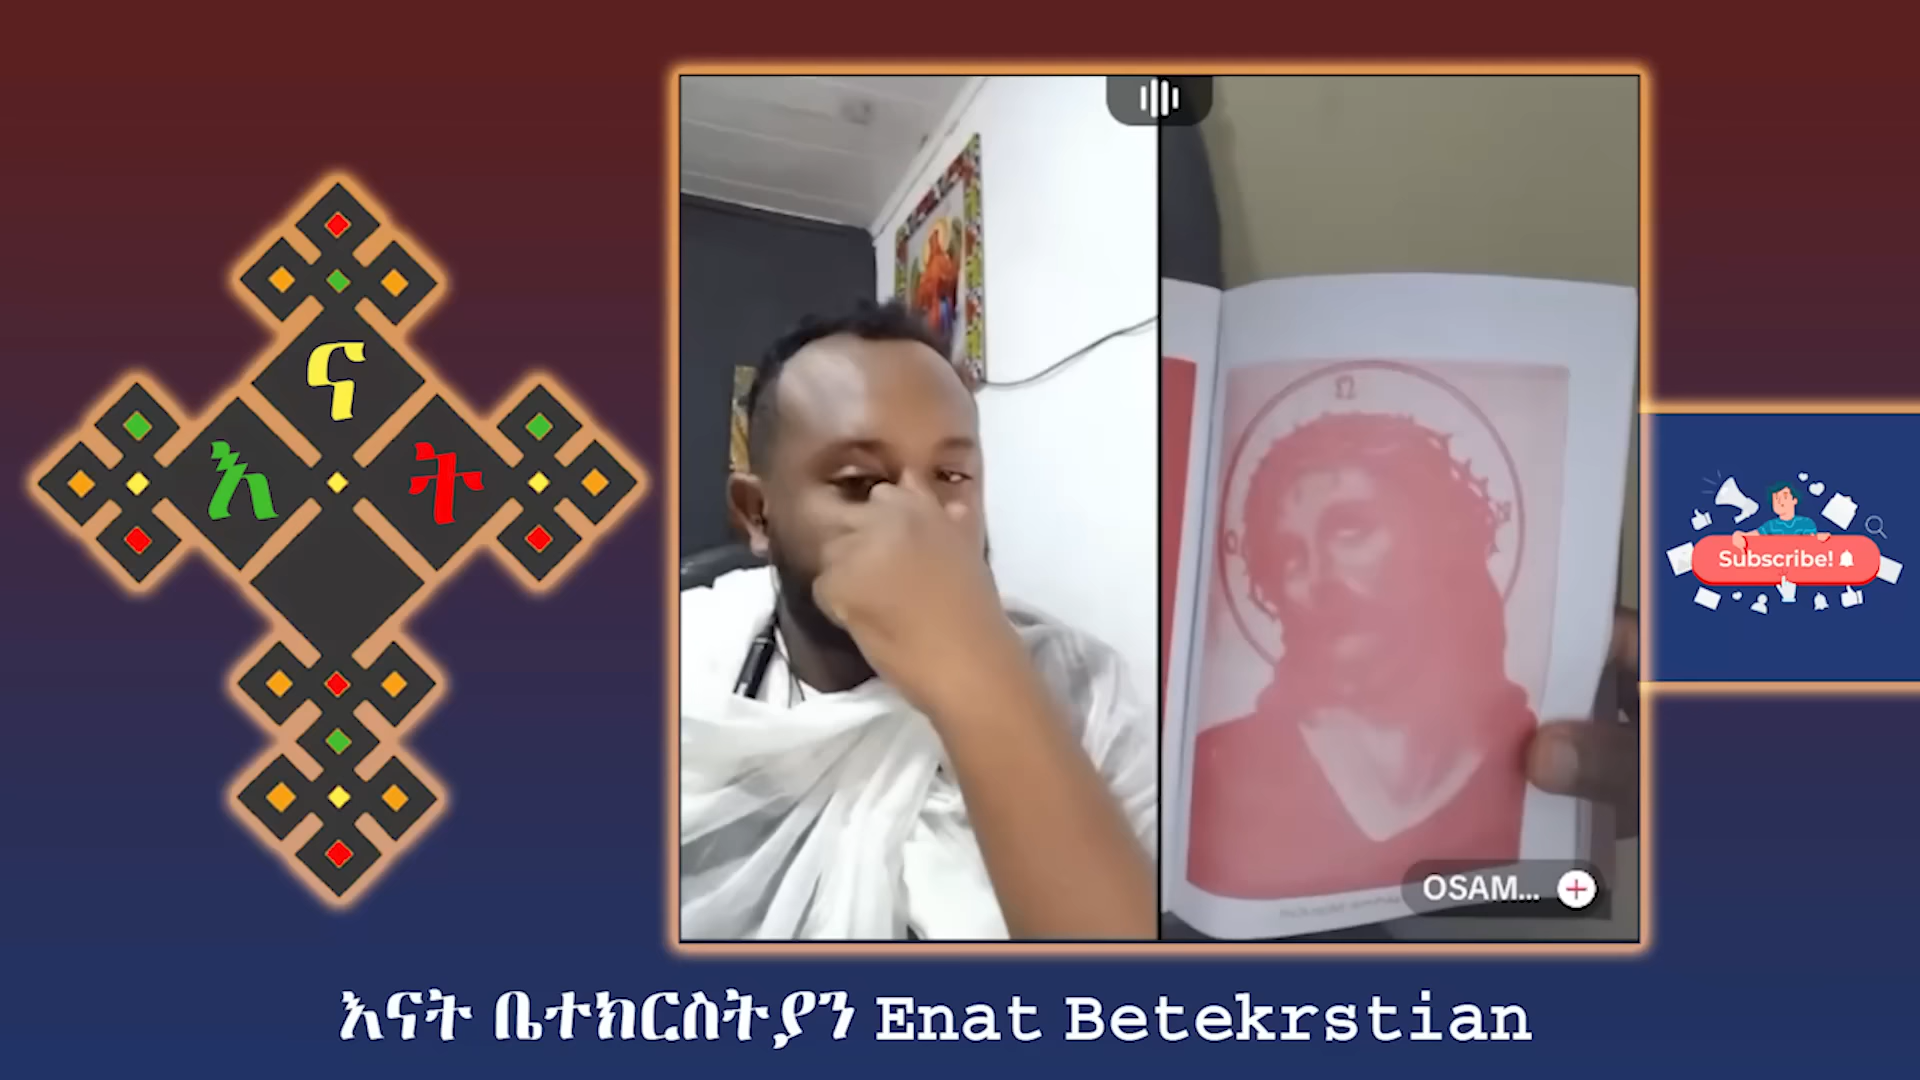 ና
እ ት
Ω
OSAM...
Subscribe!
እናት ቤተክርስትያን Enat Betekrstian